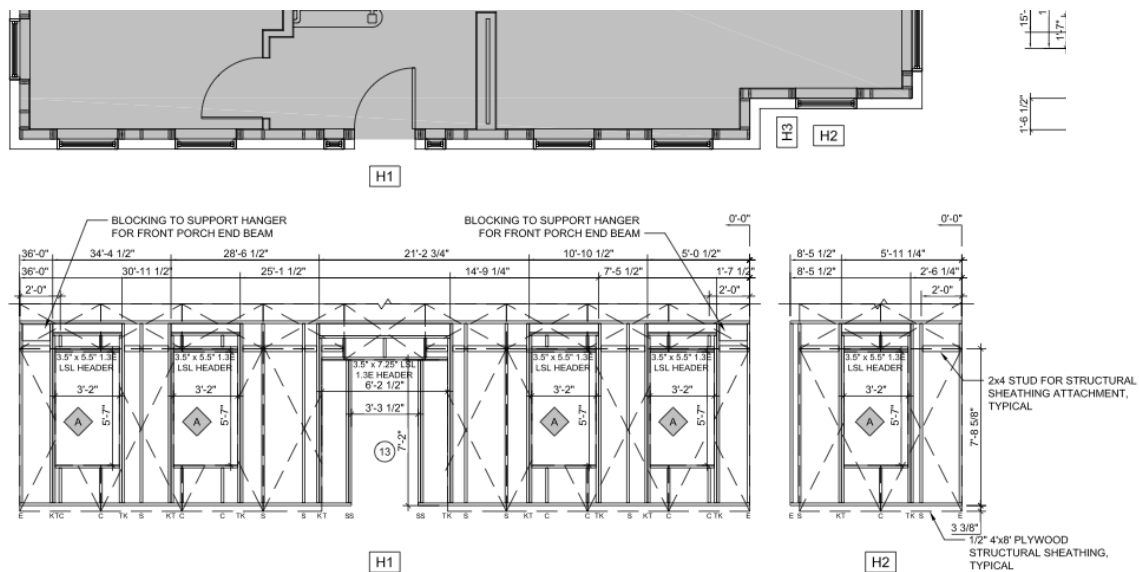 15'-
1
1'-7"
1'-6 1/2"
H3
H2
H1
BLOCKING TO SUPPORT HANGER
FOR FRONT PORCH END BEAM
BLOCKING TO SUPPORT HANGER
FOR FRONT PORCH END BEAM
0'-0"
0'-0"
36'-0" 34'-4 1/2" 28'-6 1/2" 21'-2 3/4" 10'-10 1/2" 5'-0 1/2" 8'-5 1/2" 5'-11 1/4"
36'-0" 30'-11 1/2" 25'-1 1/2" 14'-9 1/4" 7'-5 1/2" 1'-7 1/2" 8'-5 1/2" 2'-6 1/4"
2'-0" 2'-0" 2'-0"
3.5" x 5.5" 1.3E
LSL HEADER
3'-2"
5'-7"
A
3.5" x 5.5" 1.3E
LSL HEADER
3'-2"
5'-7"
A
3.5" x 7.25" LSL
1.3E HEADER
6'-2 1/2"
3'-3 1/2"
7'-2"
13
3.5" x 5.5" 1.3E
LSL HEADER
3'-2"
5'-7"
A
3.5" x 5.5" 1.3E
LSL HEADER
3'-2"
5'-7"
A
3.5" x 5.5" 1.3E
LSL HEADER
3'-2"
5'-7"
A
7'-8 5/8"
2x4 STUD FOR STRUCTURAL
SHEATHING ATTACHMENT,
TYPICAL
E KTC C TK S KT C C TK S S KT SS SS TK S S KT C C TK S KT C C TK E
E S KT C TK S E
3 3/8"
1/2" 4'x8' PLYWOOD
STRUCTURAL SHEATHING,
TYPICAL
H1
H2